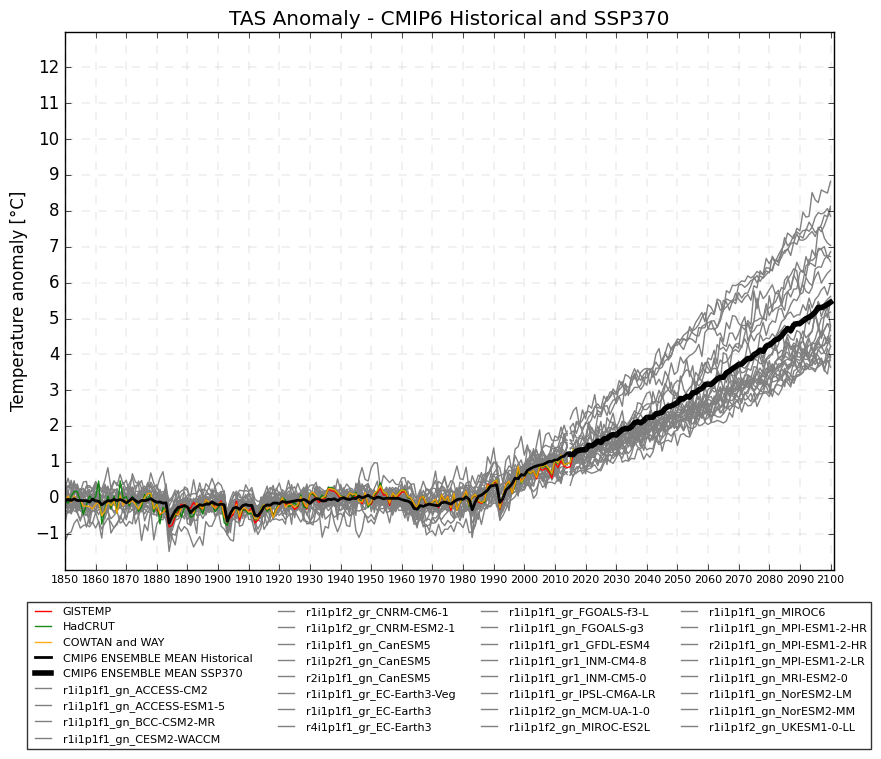 TAS Anomaly - CMIP6 Historical and SSP370
Temperature anomaly [°C]
12
11
10
9
8
7
6
5
4
3
2
1
0
−1
1850 1860 1870 1880 1890 1900 1910 1920 1930 1940 1950 1960 1970 1980 1990 2000 2010 2020 2030 2040 2050 2060 2070 2080 2090 2100
GISTEMP
HadCRUT
COWTAN and WAY
CMIP6 ENSEMBLE MEAN Historical
CMIP6 ENSEMBLE MEAN SSP370
r1i1p1f1_gn_ACCESS-CM2
r1i1p1f1_gn_ACCESS-ESM1-5
r1i1p1f1_gn_BCC-CSM2-MR
r1i1p1f1_gn_CESM2-WACCM
r1i1p1f2_gr_CNRM-CM6-1
r1i1p1f2_gr_CNRM-ESM2-1
r1i1p1f1_gn_CanESM5
r1i1p2f1_gn_CanESM5
r2i1p1f1_gn_CanESM5
r1i1p1f1_gr_EC-Earth3-Veg
r1i1p1f1_gr_EC-Earth3
r4i1p1f1_gr_EC-Earth3
r1i1p1f1_gr_FGOALS-f3-L
r1i1p1f1_gn_FGOALS-g3
r1i1p1f1_gr1_GFDL-ESM4
r1i1p1f1_gr1_INM-CM4-8
r1i1p1f1_gr1_INM-CM5-0
r1i1p1f1_gr_IPSL-CM6A-LR
r1i1p1f2_gn_MCM-UA-1-0
r1i1p1f2_gn_MIROC-ES2L
r1i1p1f1_gn_MIROC6
r1i1p1f1_gn_MPI-ESM1-2-HR
r2i1p1f1_gn_MPI-ESM1-2-HR
r1i1p1f1_gn_MPI-ESM1-2-LR
r1i1p1f1_gn_MRI-ESM2-0
r1i1p1f1_gn_NorESM2-LM
r1i1p1f1_gn_NorESM2-MM
r1i1p1f2_gn_UKESM1-0-LL